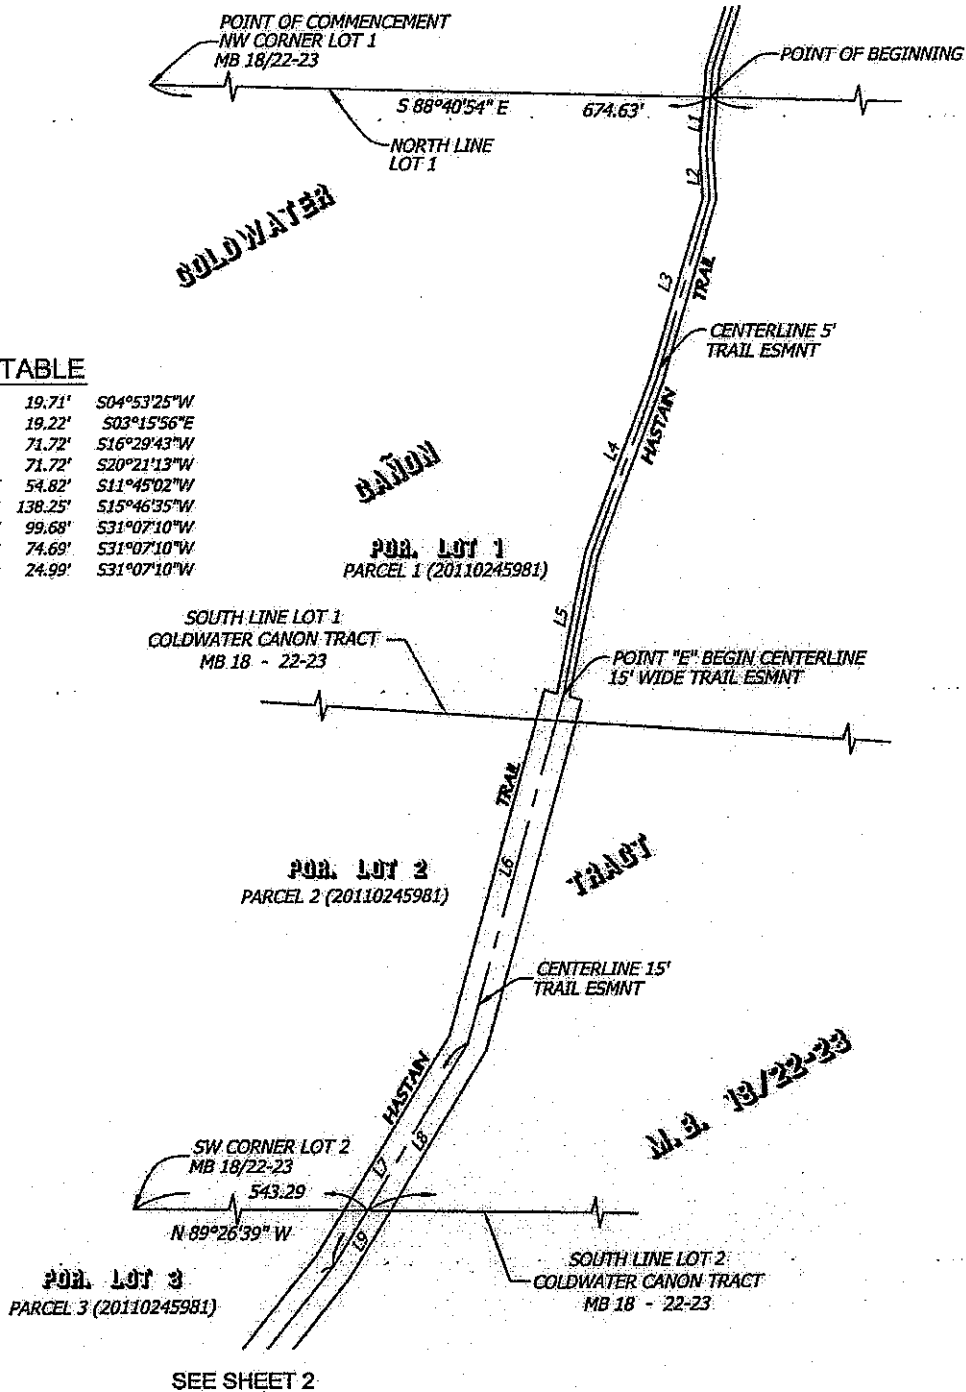 POINT OF COMMENCEMENT
NW CORNER LOT 1
MB 18/22-23
POINT OF BEGINNING
S 88°40'54" E 674.63'
NORTH LINE
LOT 1
L1
L2
COLDWATER
L3
TRAIL
CENTERLINE 5'
TRAIL ESMNT
HASTAIN
L4
TABLE
19.71' S04°53'25"W
19.22' S03°15'56"E
71.72' S16°29'43"W
71.72' S20°21'13"W
54.82' S11°45'02"W
138.25' S15°46'35"W
99.68' S31°07'10"W
74.69' S31°07'10"W
24.99' S31°07'10"W
CAÑON
POR. LOT 1
PARCEL 1 (20110245981)
L5
SOUTH LINE LOT 1
COLDWATER CANON TRACT
MB 18 - 22-23
POINT "E" BEGIN CENTERLINE
15' WIDE TRAIL ESMNT
TRAIL
L6
TRACT
POR. LOT 2
PARCEL 2 (20110245981)
CENTERLINE 15'
TRAIL ESMNT
HASTAIN
M.B. 18/22-23
L7
L8
SW CORNER LOT 2
MB 18/22-23
543.29
N 89°26'39" W
L9
SOUTH LINE LOT 2
COLDWATER CANON TRACT
MB 18 - 22-23
POR. LOT 3
PARCEL 3 (20110245981)
SEE SHEET 2